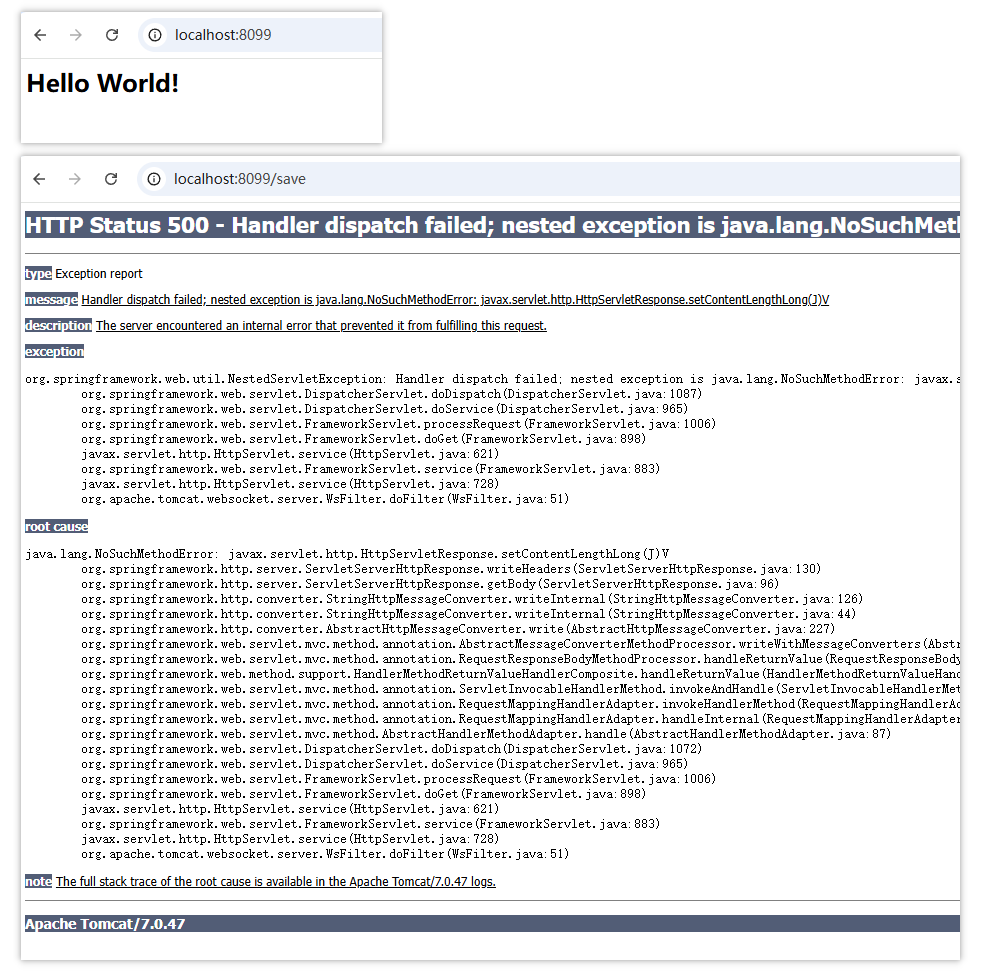 localhost:8099
Hello World!
localhost:8099/save
HTTP Status 500 - Handler dispatch failed; nested exception is java.lang.NoSuchMetl
type Exception report
message Handler dispatch failed; nested exception is java.lang.NoSuchMethodError: javax.servlet.http.HttpServletResponse.setContentLengthLong(J)V
description The server encountered an internal error that prevented it from fulfilling this request.
exception
org.springframework.web.util.NestedServletException: Handler dispatch failed; nested exception is java.lang.NoSuchMethodError: javax.s
org.springframework.web.servlet.DispatcherServlet.doDispatch(DispatcherServlet.java:1087)
org.springframework.web.servlet.DispatcherServlet.doService(DispatcherServlet.java:965)
org.springframework.web.servlet.FrameworkServlet.processRequest(FrameworkServlet.java:1006)
org.springframework.web.servlet.FrameworkServlet.doGet(FrameworkServlet.java:898)
javax.servlet.http.HttpServlet.service(HttpServlet.java:621)
org.springframework.web.servlet.FrameworkServlet.service(FrameworkServlet.java:883)
javax.servlet.http.HttpServlet.service(HttpServlet.java:728)
org.apache.tomcat.websocket.server.WsFilter.doFilter(WsFilter.java:51)
root cause
java.lang.NoSuchMethodError: javax.servlet.http.HttpServletResponse.setContentLengthLong(J)V
org.springframework.http.server.ServletServerHttpResponse.writeHeaders(ServletServerHttpResponse.java:130)
org.springframework.http.server.ServletServerHttpResponse.getBody(ServletServerHttpResponse.java:96)
org.springframework.http.converter.StringHttpMessageConverter.writeInternal(StringHttpMessageConverter.java:126)
org.springframework.http.converter.StringHttpMessageConverter.writeInternal(StringHttpMessageConverter.java:44)
org.springframework.http.converter.AbstractHttpMessageConverter.write(AbstractHttpMessageConverter.java:227)
org.springframework.web.servlet.mvc.method.annotation.AbstractMessageConverterMethodProcessor.writeWithMessageConverters(Abstr
org.springframework.web.servlet.mvc.method.annotation.RequestResponseBodyMethodProcessor.handleReturnValue(RequestResponseBody
org.springframework.web.method.support.HandlerMethodReturnValueHandlerComposite.handleReturnValue(HandlerMethodReturnValueHand
org.springframework.web.servlet.mvc.method.annotation.ServletInvocableHandlerMethod.invokeAndHandle(ServletInvocableHandlerMet
org.springframework.web.servlet.mvc.method.annotation.RequestMappingHandlerAdapter.invokeHandlerMethod(RequestMappingHandlerAd
org.springframework.web.servlet.mvc.method.annotation.RequestMappingHandlerAdapter.handleInternal(RequestMappingHandlerAdapter
org.springframework.web.servlet.mvc.method.AbstractHandlerMethodAdapter.handle(AbstractHandlerMethodAdapter.java:87)
org.springframework.web.servlet.DispatcherServlet.doDispatch(DispatcherServlet.java:1072)
org.springframework.web.servlet.DispatcherServlet.doService(DispatcherServlet.java:965)
org.springframework.web.servlet.FrameworkServlet.processRequest(FrameworkServlet.java:1006)
org.springframework.web.servlet.FrameworkServlet.doGet(FrameworkServlet.java:898)
javax.servlet.http.HttpServlet.service(HttpServlet.java:621)
org.springframework.web.servlet.FrameworkServlet.service(FrameworkServlet.java:883)
javax.servlet.http.HttpServlet.service(HttpServlet.java:728)
org.apache.tomcat.websocket.server.WsFilter.doFilter(WsFilter.java:51)
note The full stack trace of the root cause is available in the Apache Tomcat/7.0.47 logs.
Apache Tomcat/7.0.47